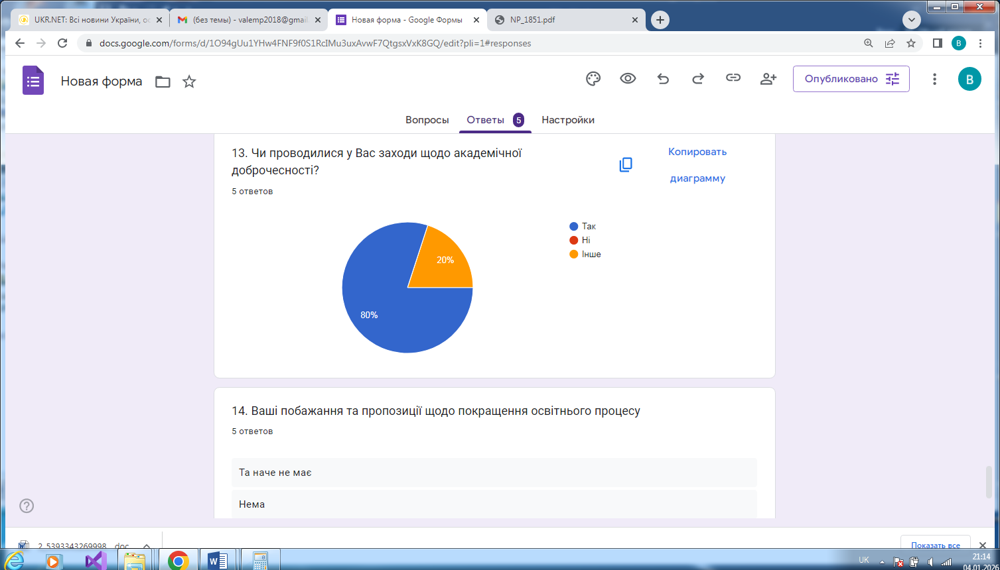 UKR.NET: Всі новини України, ос
(без темы) - valemp2018@gmail.
Новая форма - Google Формы
NP_1851.pdf
docs.google.com/forms/d/1O94gUu1YHw4FNF9f0S1RcIMu3uxAvwF7QtgsxVxK8GQ/edit?pli=1#responses
B
Новая форма
Опубликовано
B
Вопросы
Ответы 5
Настройки
13. Чи проводилися у Вас заходи щодо академічної
доброчесності?
5 ответов
Копировать
диаграмму
Так
Ні
Інше
20%
80%
14. Ваші побажання та пропозиції щодо покращення освітнього процесу
5 ответов
Та наче не має
Нема
2_5393343269998....doc
Показать все
UK
21:14
04.01.2026